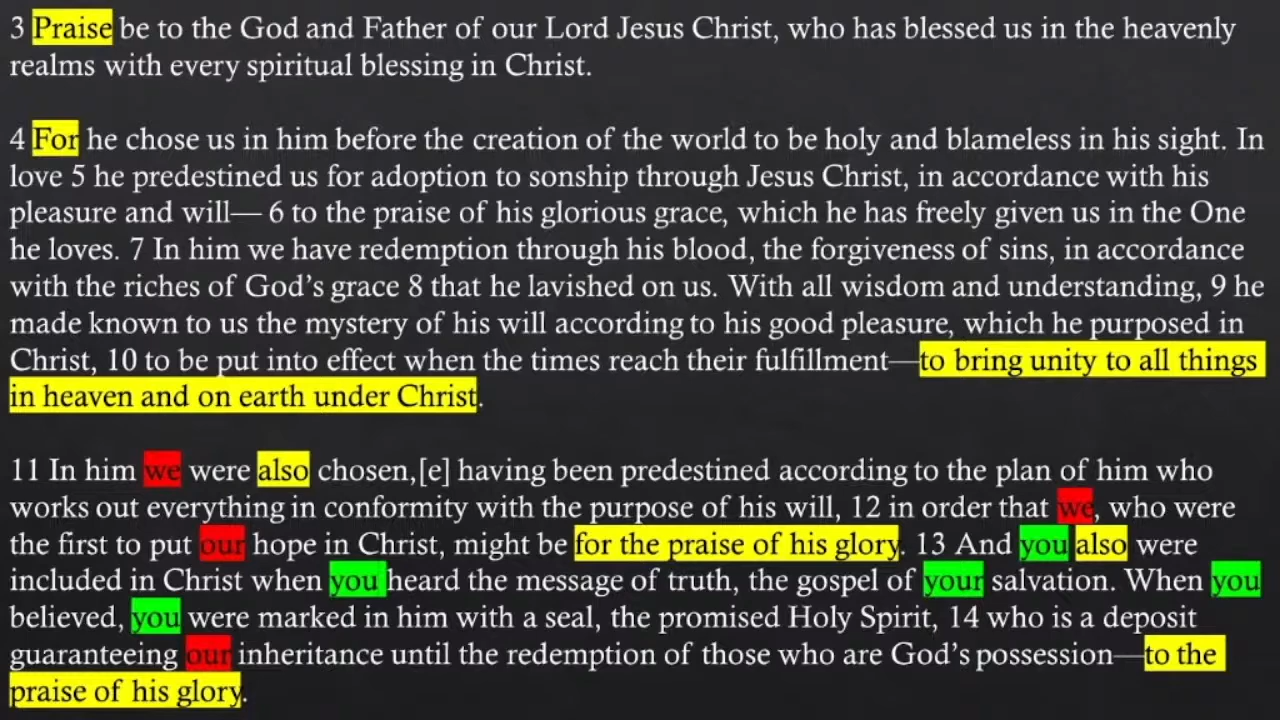 3 Praise be to the God and Father of our Lord Jesus Christ, who has blessed us in the heavenly
realms with every spiritual blessing in Christ.
4 For he chose us in him before the creation of the world to be holy and blameless in his sight. In
love 5 he predestined us for adoption to sonship through Jesus Christ, in accordance with his
pleasure and will— 6 to the praise of his glorious grace, which he has freely given us in the One
he loves. 7 In him we have redemption through his blood, the forgiveness of sins, in accordance
with the riches of God’s grace 8 that he lavished on us. With all wisdom and understanding, 9 he
made known to us the mystery of his will according to his good pleasure, which he purposed in
Christ, 10 to be put into effect when the times reach their fulfillment—to bring unity to all things
in heaven and on earth under Christ.
11 In him we were also chosen,[e] having been predestined according to the plan of him who
works out everything in conformity with the purpose of his will, 12 in order that we, who were
the first to put our hope in Christ, might be for the praise of his glory. 13 And you also were
included in Christ when you heard the message of truth, the gospel of your salvation. When you
believed, you were marked in him with a seal, the promised Holy Spirit, 14 who is a deposit
guaranteeing our inheritance until the redemption of those who are God’s possession—to the
praise of his glory.